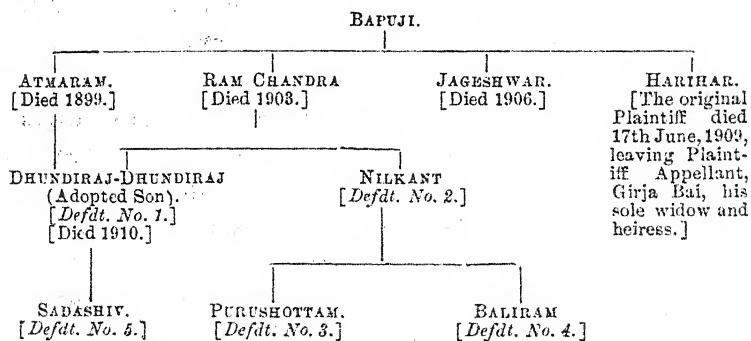 BAPUJI.
ATMARAM. RAM CHANDRA JAGESHWAR. HARIHAR.
[Died 1899.] [Died 1903.] [Died 1906.] [The original
Plaintiff died
17th June, 1909,
leaving Plaint-
iff Appellant,
Girja Bai, his
sole widow and
heiress.]
DHUNDIRAJ-DHUNDIRAJ NILKANT
(Adopted Son). [Defdt. No. 2.]
[Defdt. No. 1.]
[Died 1910.]
SADASHIV. PURUSHOTTAM. BALIRAM
[Defdt. No. 5.] [Defdt. No. 3.] [Defdt. No. 4.]